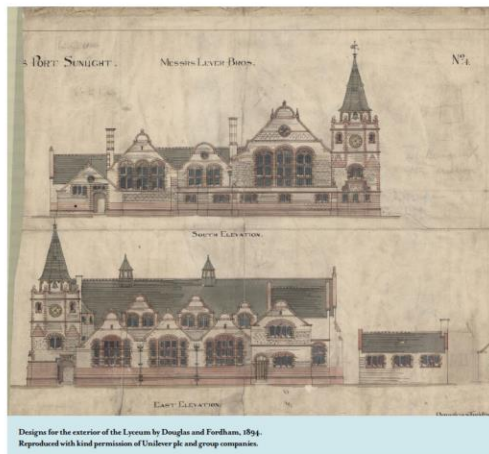 s Port Sunlight. Messrs Lever Bros. No 4.
South Elevation.
East Elevation.
Designs for the exterior of the Lyceum by Douglas and Fordham, 1894.
Reproduced with kind permission of Unilever plc and group companies.